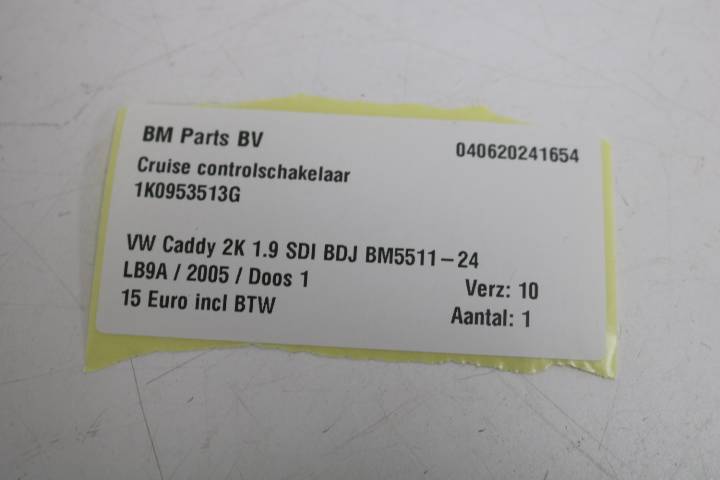 BM Parts BV 040620241654
Cruise controlschakelaar
1K0953513G
VW Caddy 2K 1.9 SDI BDJ BM5511-24
LB9A / 2005 / Doos 1 Verz: 10
15 Euro incl BTW Aantal: 1